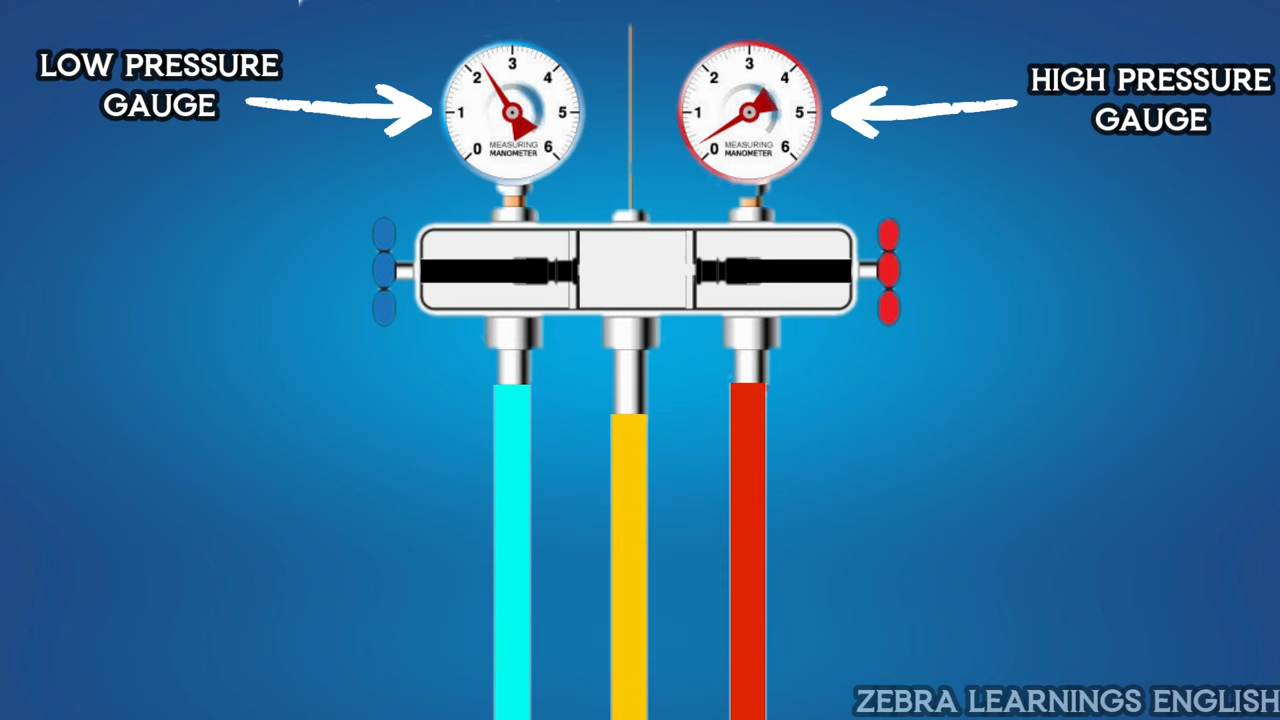 LOW PRESSURE
GAUGE
HIGH PRESSURE
GAUGE
0 1 2 3 4 5 6
MEASURING
MANOMETER
0 1 2 3 4 5 6
MEASURING
MANOMETER
ZEBRA LEARNINGS ENGLISH